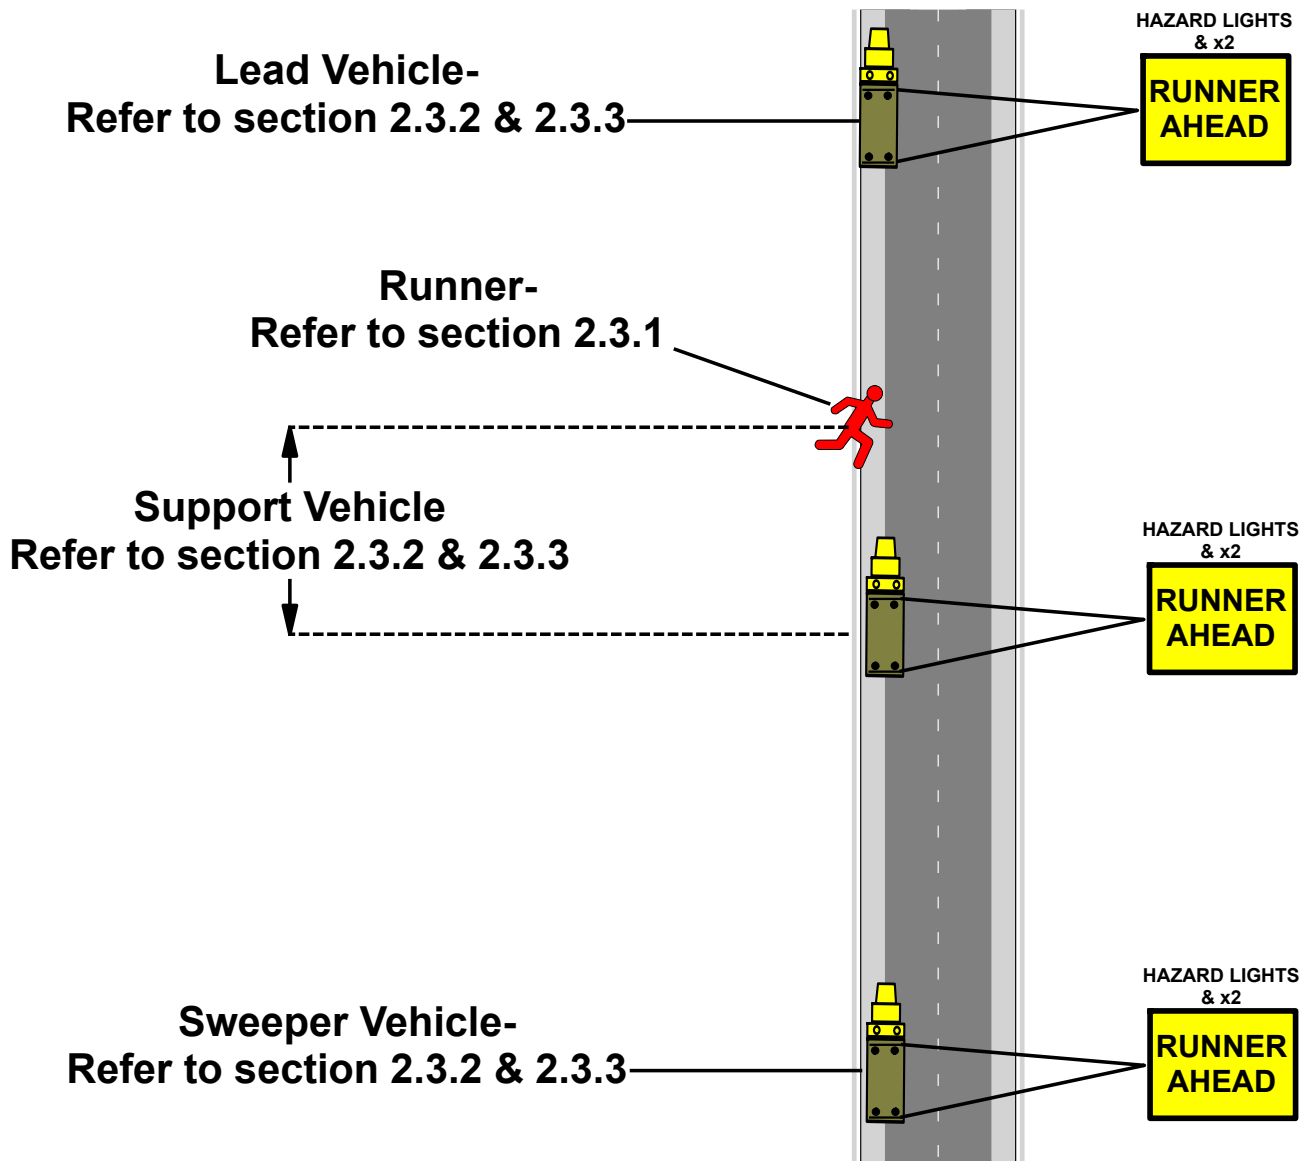 HAZARD LIGHTS
& x2
RUNNER
AHEAD
Lead Vehicle-
Refer to section 2.3.2 & 2.3.3
Runner-
Refer to section 2.3.1
Support Vehicle
Refer to section 2.3.2 & 2.3.3
HAZARD LIGHTS
& x2
RUNNER
AHEAD
Sweeper Vehicle-
Refer to section 2.3.2 & 2.3.3
HAZARD LIGHTS
& x2
RUNNER
AHEAD